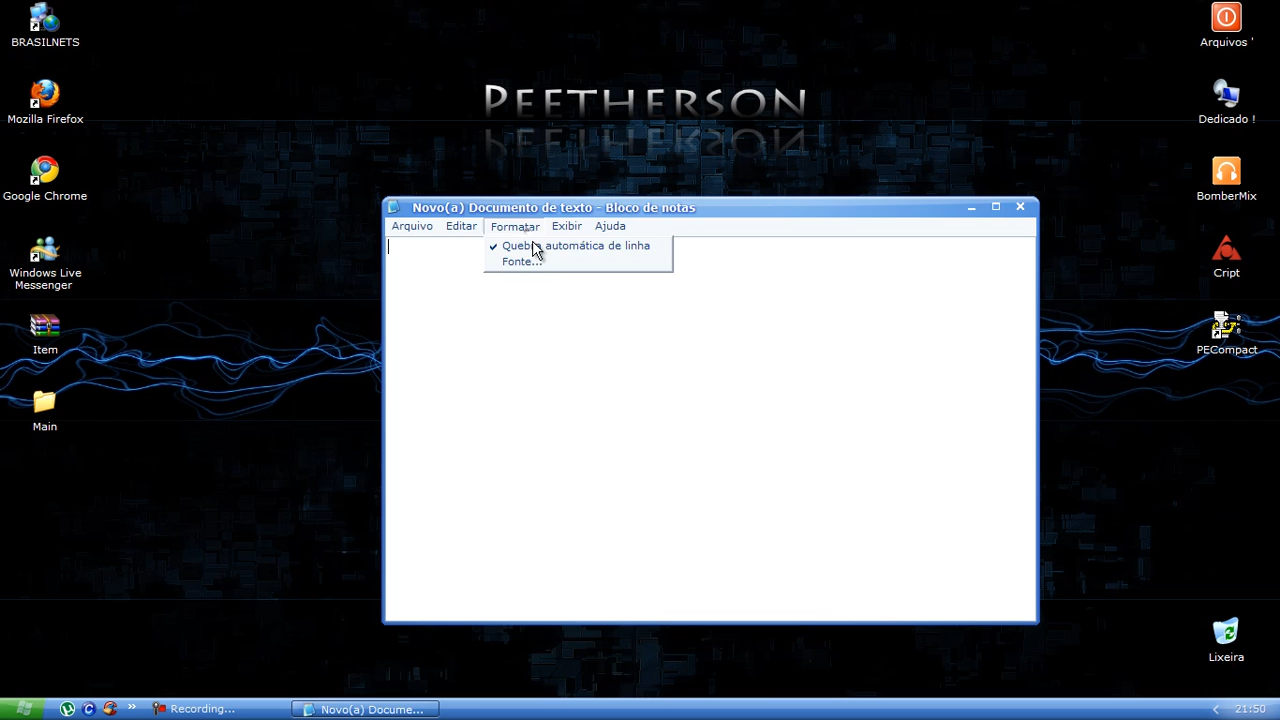 BRASILNETS
Mozilla Firefox
Google Chrome
Windows Live
Messenger
Item
Main
PEETHERSON
PEETHERSON
Novo(a) Documento de texto - Bloco de notas
Arquivo Editar Formatar Exibir Ajuda
Quebra automática de linha
Fonte...
Arquivos '
Dedicado !
BomberMix
Cript
PECompact
Lixeira
Recording...
Novo(a) Docume...
21:50